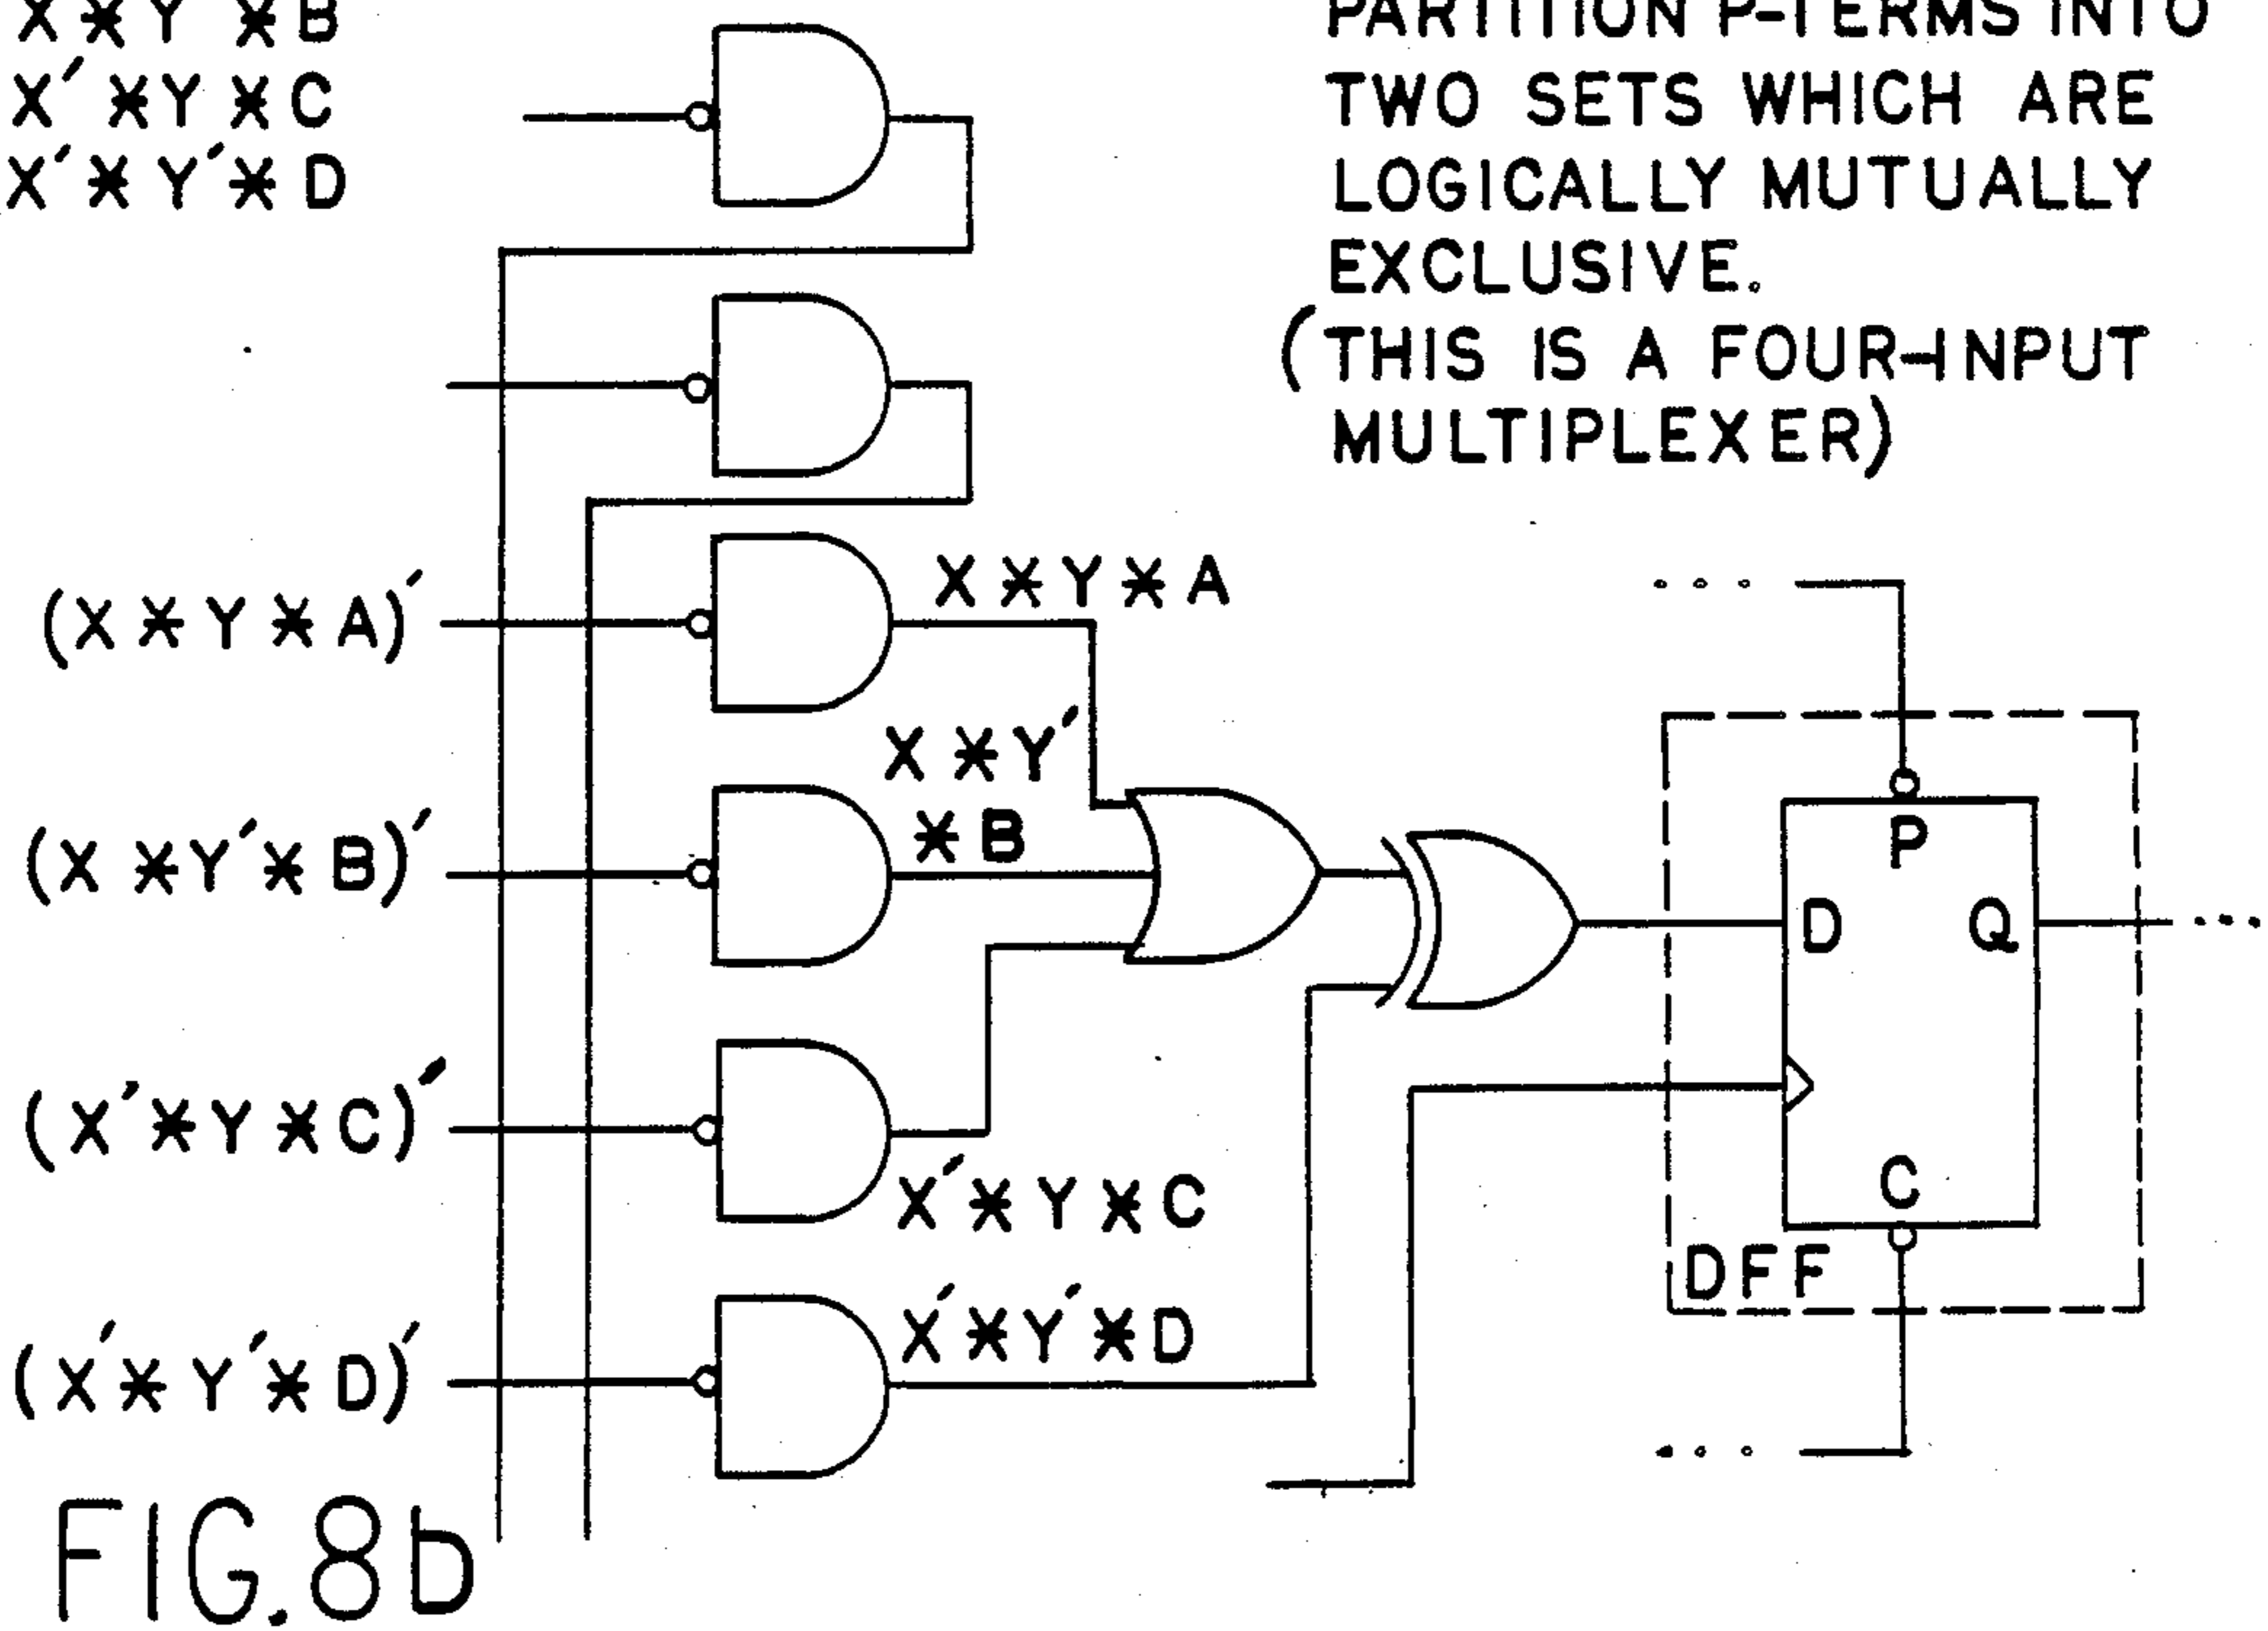 X * Y * B
X' * Y * C
X' * Y' * D
PARTITION P-TERMS INTO
TWO SETS WHICH ARE
LOGICALLY MUTUALLY
EXCLUSIVE.
(THIS IS A FOUR-INPUT
MULTIPLEXER)
(X * Y * A)'
X * Y * A
(X * Y' * B)'
X * Y'
* B
(X' * Y * C)'
X' * Y * C
(X' * Y' * D)'
X' * Y' * D
P
D Q
C
DFF
FIG. 8b